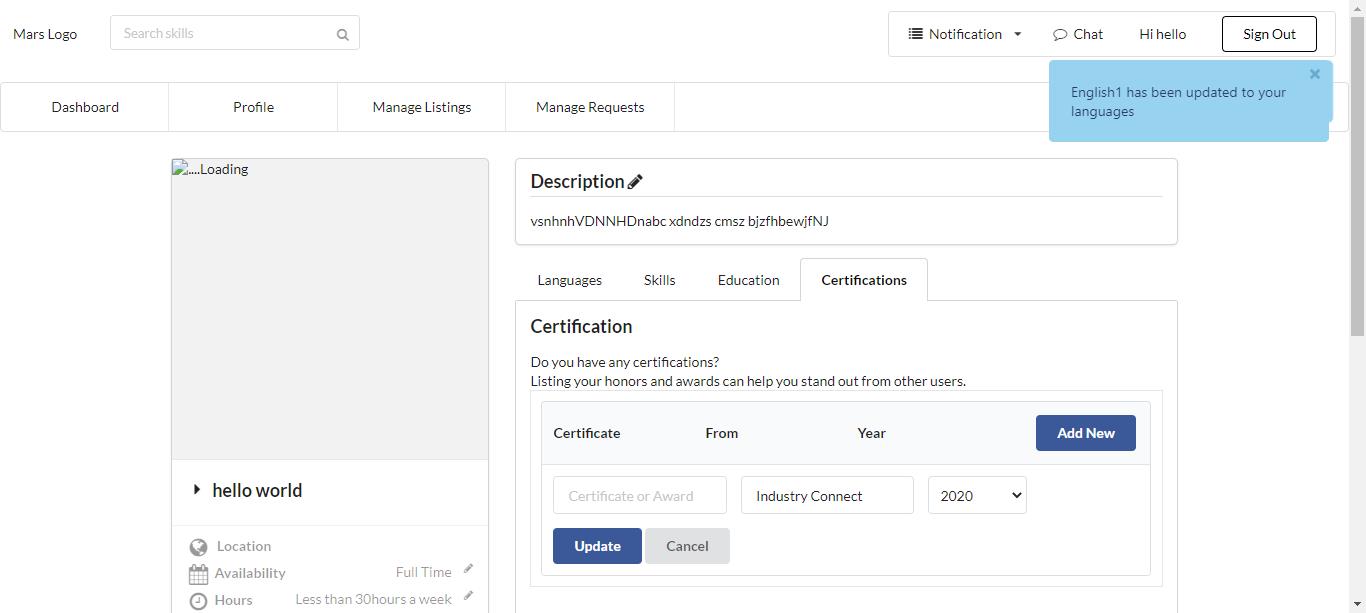 Mars Logo
Search skills
Notification
Chat
Hi hello
Sign Out
Dashboard
Profile
Manage Listings
Manage Requests
English1 has been updated to your
languages
....Loading
Description
vsnhnhVDNNHDnabc xdndzs cmsz bjzfhbewjfNJ
Languages
Skills
Education
Certifications
Certification
Do you have any certifications?
Listing your honors and awards can help you stand out from other users.
Certificate
From
Year
Add New
Certificate or Award
Industry Connect
2020
Update
Cancel
hello world
Location
Availability
Full Time
Hours
Less than 30hours a week